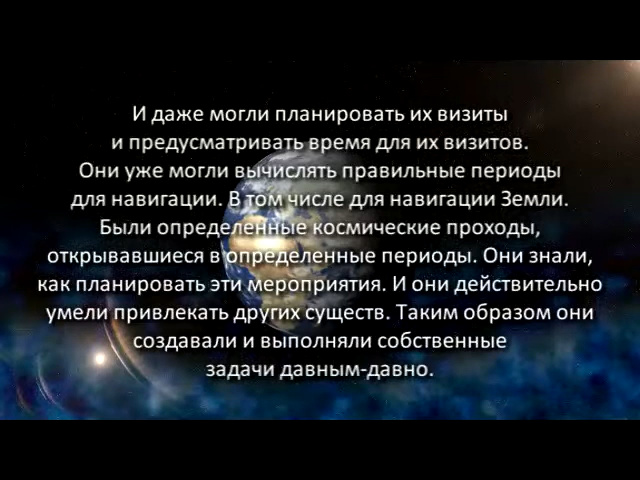 И даже могли планировать их визиты
и предусматривать время для их визитов.
Они уже могли вычислять правильные периоды
для навигации. В том числе для навигации Земли.
Были определенные космические проходы,
открывавшиеся в определенные периоды. Они знали,
как планировать эти мероприятия. И они действительно
умели привлекать других существ. Таким образом они
создавали и выполняли собственные
задачи давным-давно.